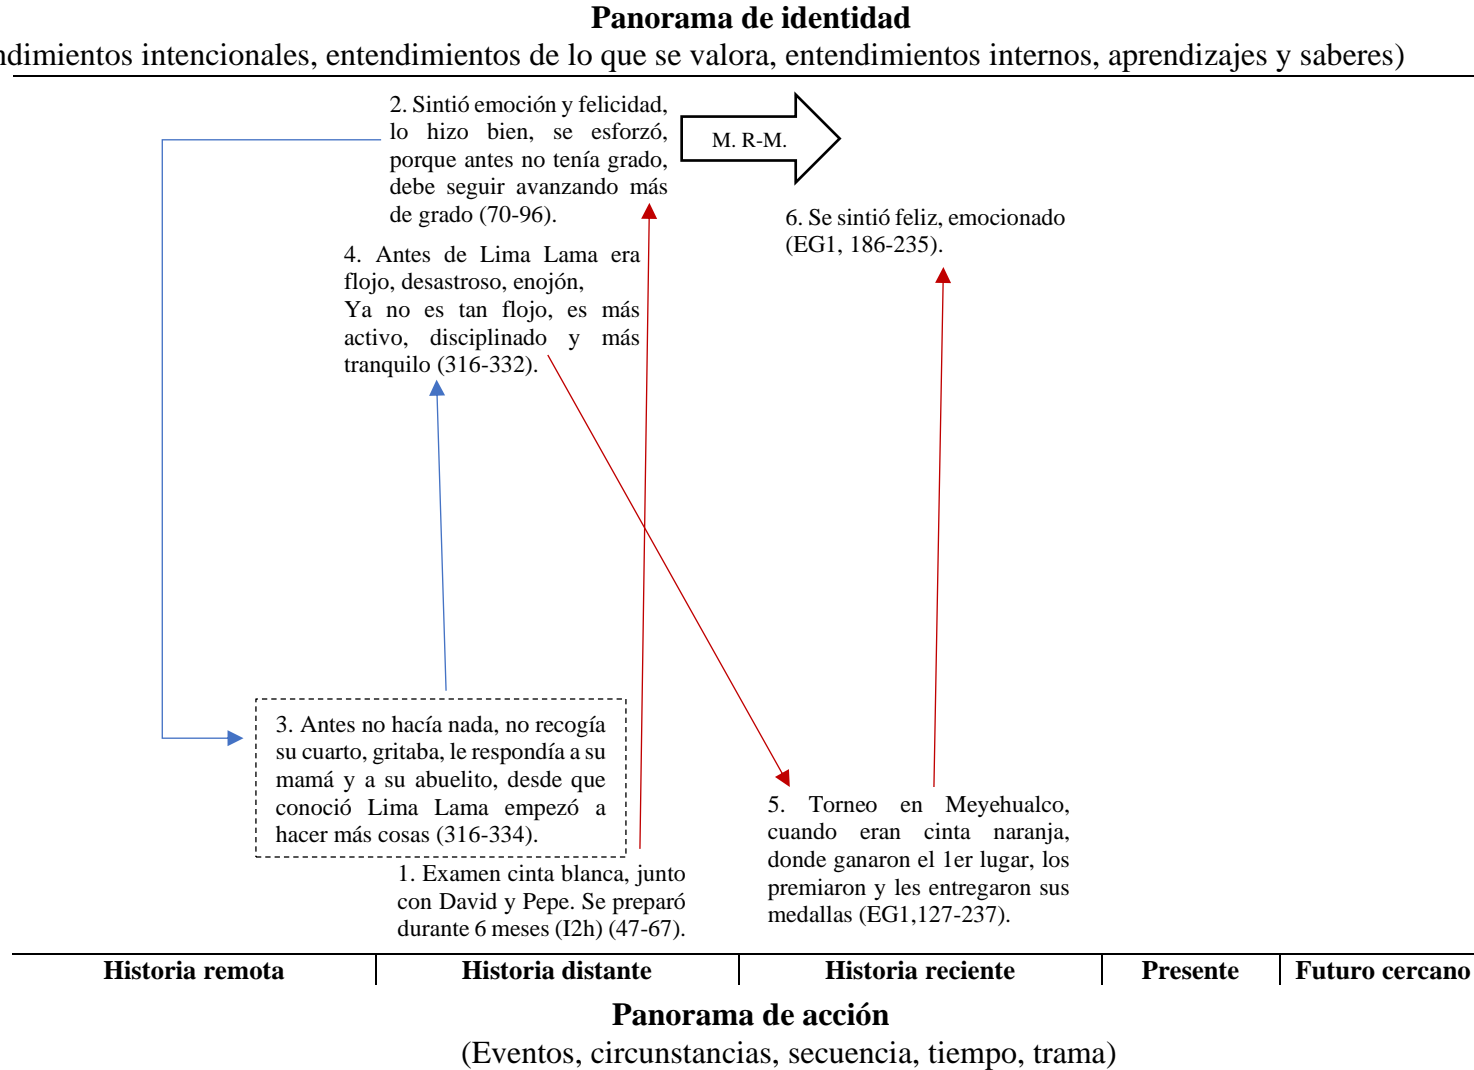 Panorama de identidad
ndimientos intencionales, entendimientos de lo que se valora, entendimientos internos, aprendizajes y saberes)
2. Sintió emoción y felicidad,
lo hizo bien, se esforzó,
porque antes no tenía grado,
debe seguir avanzando más
de grado (70-96).
M. R-M.
6. Se sintió feliz, emocionado
(EG1, 186-235).
4. Antes de Lima Lama era
flojo, desastroso, enojón,
Ya no es tan flojo, es más
activo, disciplinado y más
tranquilo (316-332).
3. Antes no hacía nada, no recogía
su cuarto, gritaba, le respondía a su
mamá y a su abuelito, desde que
conoció Lima Lama empezó a
hacer más cosas (316-334).
5. Torneo en Meyehualco,
cuando eran cinta naranja,
donde ganaron el 1er lugar, los
premiaron y les entregaron sus
medallas (EG1,127-237).
1. Examen cinta blanca, junto
con David y Pepe. Se preparó
durante 6 meses (I2h) (47-67).
Historia remota Historia distante Historia reciente Presente Futuro cercano
Panorama de acción
(Eventos, circunstancias, secuencia, tiempo, trama)